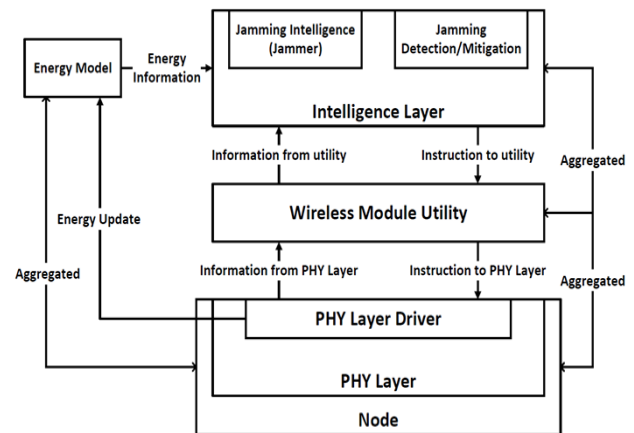 Jamming Intelligence
(Jammer)
Jamming
Detection/Mitigation
Energy Model
Energy
Information
Intelligence Layer
Information from utility
Instruction to utility
Aggregated
Wireless Module Utility
Energy Update
Aggregated
Information from PHY Layer
Instruction to PHY Layer
Aggregated
PHY Layer Driver
PHY Layer
Node